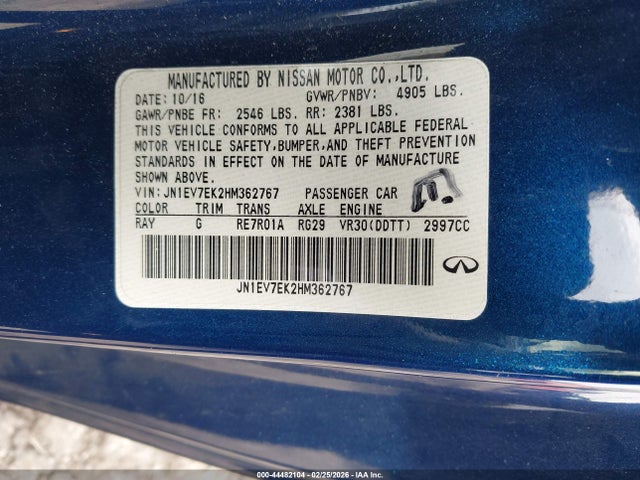 MANUFACTURED BY NISSAN MOTOR CO.,LTD.
DATE: 10/16 GVWR/PNBV: 4905 LBS.
GAWR/PNBE FR: 2546 LBS. RR: 2381 LBS.
THIS VEHICLE CONFORMS TO ALL APPLICABLE FEDERAL
MOTOR VEHICLE SAFETY,BUMPER,AND THEFT PREVENTION
STANDARDS IN EFFECT ON THE DATE OF MANUFACTURE
SHOWN ABOVE.
VIN: JN1EV7EK2HM362767 PASSENGER CAR
COLOR TRIM TRANS AXLE ENGINE
RAY G RE7R01A RG29 VR30(DDTT) 2997CC
JN1EV7EK2HM362767
INFINITI
000-44482104 - 02/25/2026 - IAA Inc.